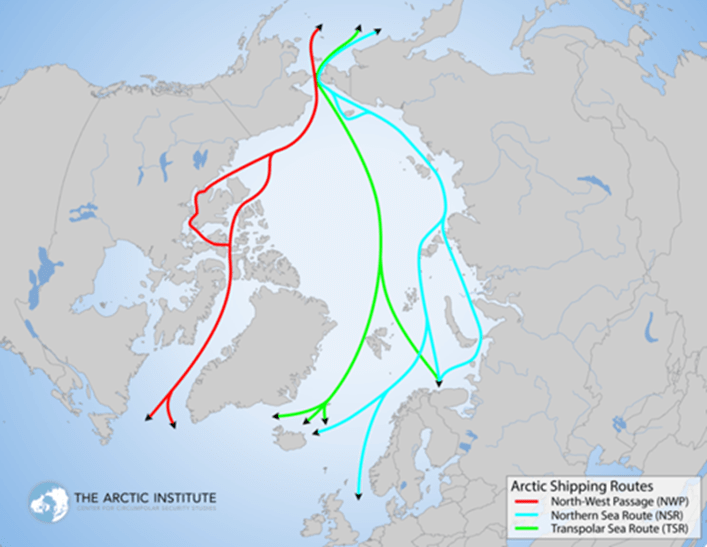 THE ARCTIC INSTITUTE
CENTER FOR CIRCUMPOLAR SECURITY STUDIES
Arctic Shipping Routes
North-West Passage (NWP)
Northern Sea Route (NSR)
Transpolar Sea Route (TSR)